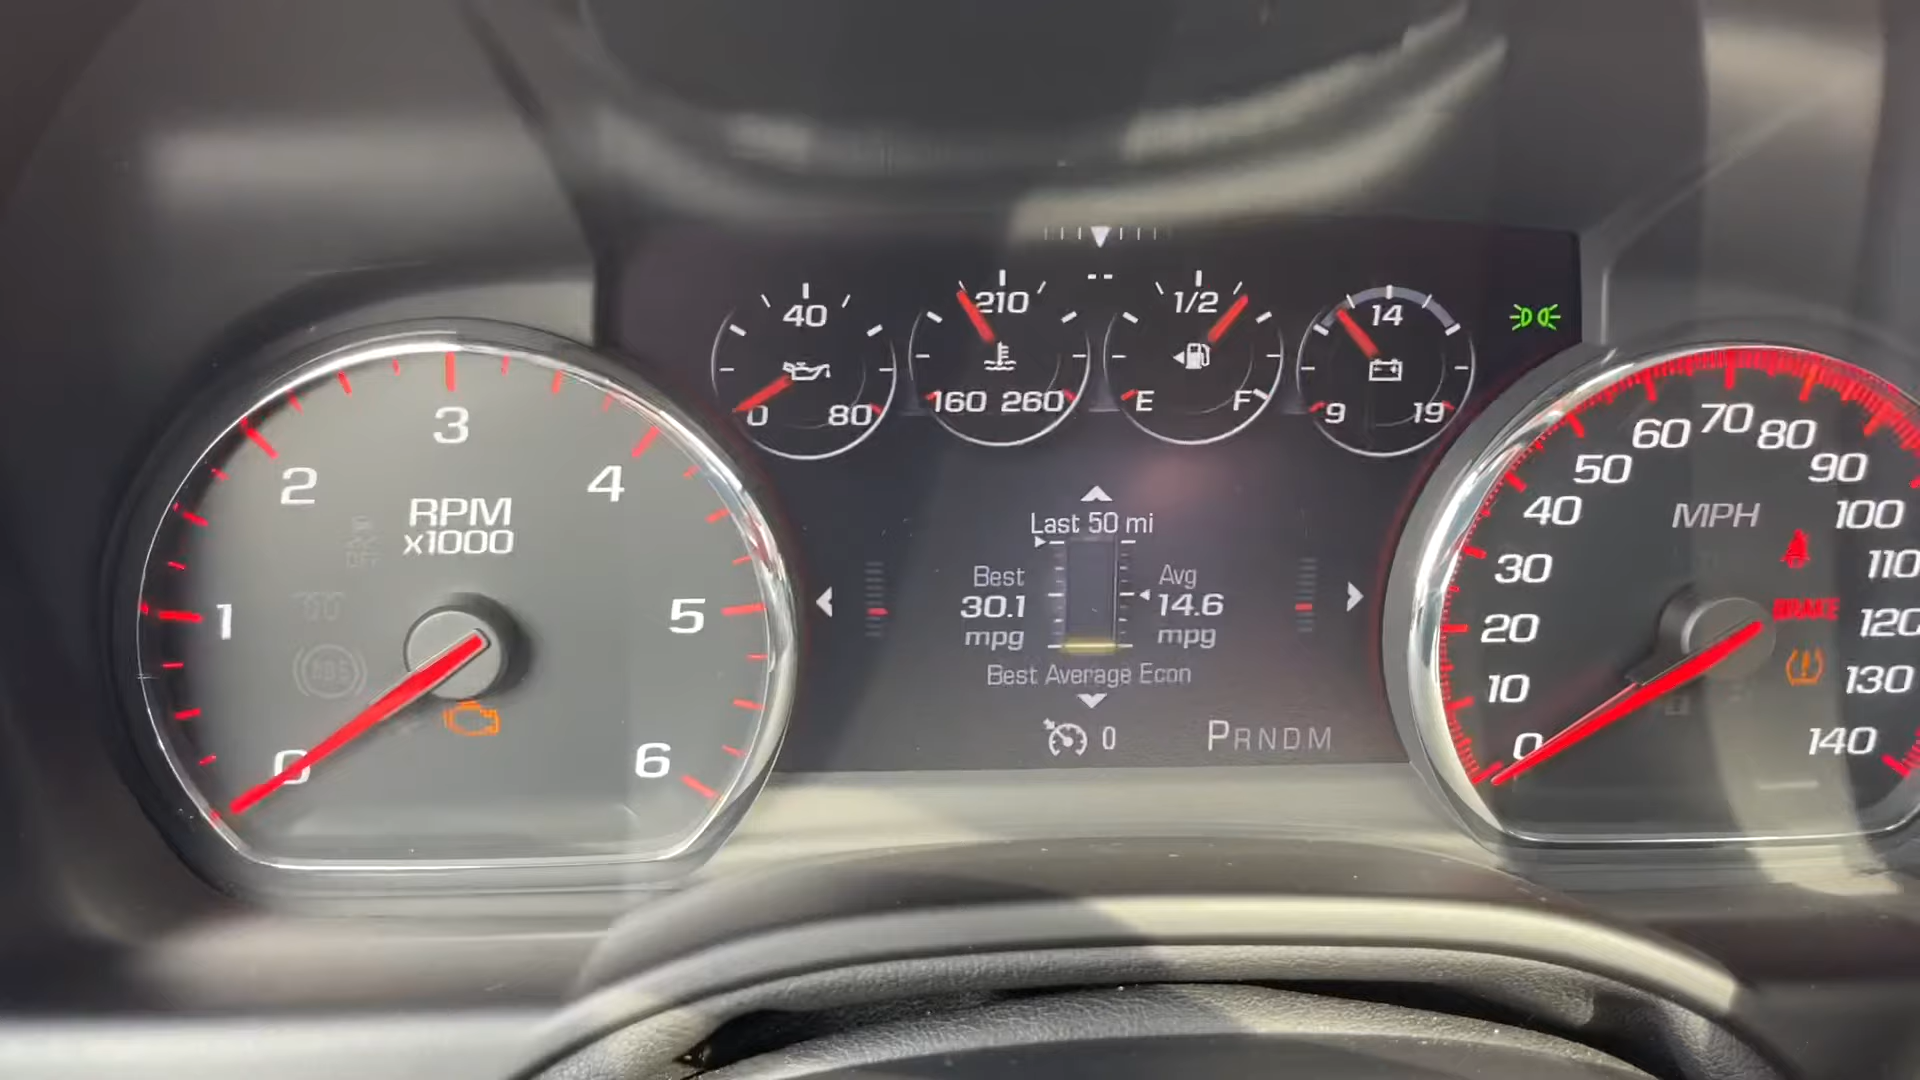 40
0 80
210
160 260
1/2
E F
14
9 19
0 1 2 3 4 5 6
RPM
x1000
OFF
Last 50 mi
Best
30.1
mpg
Avg
14.6
mpg
Best Average Econ
0
PRNDM
0 10 20 30 40 50 60 70 80 90 100 110 120 130 140
MPH
BRAKE
ABS
--